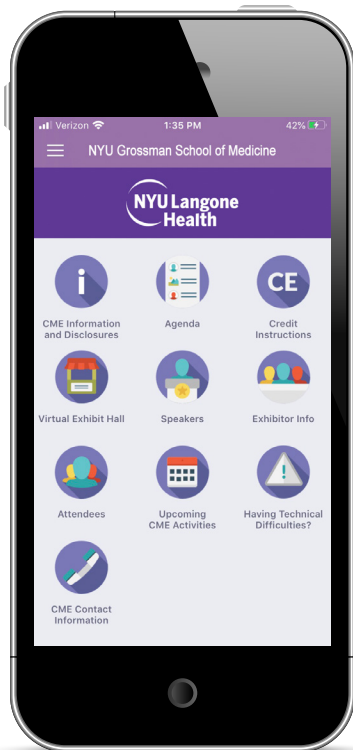 Verizon 1:35 PM 42%
NYU Grossman School of Medicine
NYU Langone
Health
i
CE
CME Information
and Disclosures
Agenda
Credit
Instructions
Virtual Exhibit Hall
Speakers
Exhibitor Info
!
Attendees
Upcoming
CME Activities
Having Technical
Difficulties?
CME Contact
Information